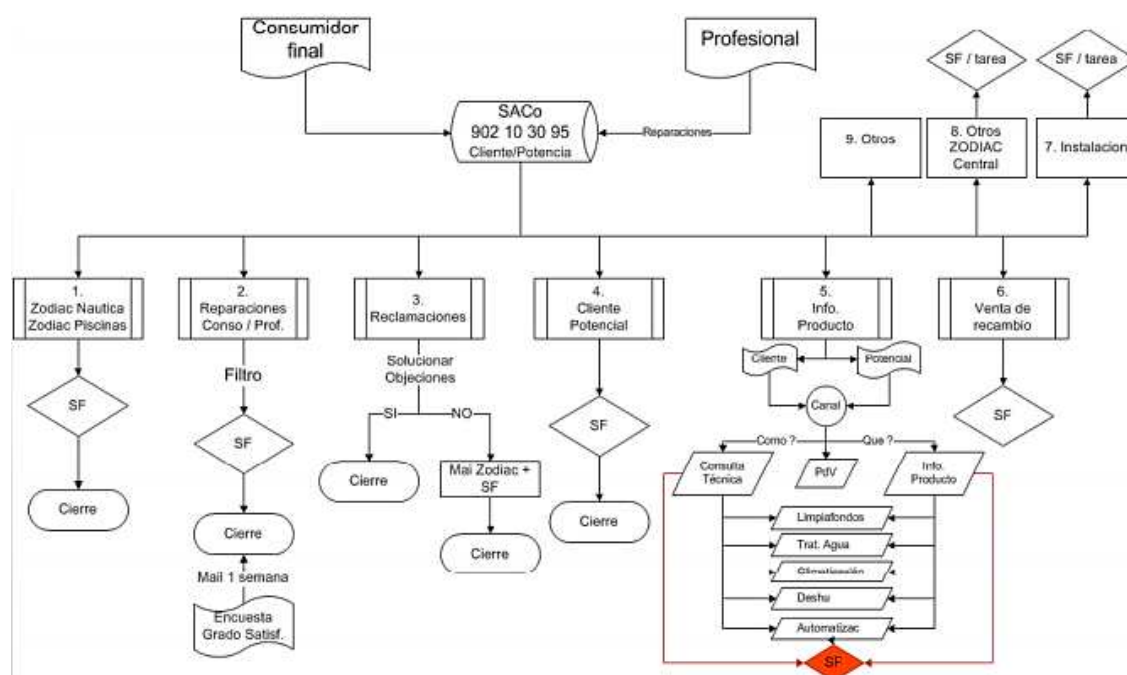 Consumidor
final
Profesional
SF / tarea
SF / tarea
SACo
902 10 30 95
Cliente/Potencia
Reparaciones
9. Otros
8. Otros
ZODIAC
Central
7. Instalacion
1.
Zodiac Nautica
Zodiac Piscinas
2.
Reparaciones
Conso / Prof.
3.
Reclamaciones
4.
Cliente
Potencial
5.
Info.
Producto
6.
Venta de
recambio
Solucionar
Objeciones
Cliente
Potencial
Filtro
SF
SF
SF
SF
Canal
SI
NO
Como ?
Que ?
Cierre
Mai Zodiac +
SF
Consulta
Técnica
PdV
Info.
Producto
Cierre
Cierre
Cierre
Cierre
Limpiafondos
Trat. Agua
Climatización
Deshu
Automatizac
Mail 1 semana
Encuesta
Grado Satisf.
SF